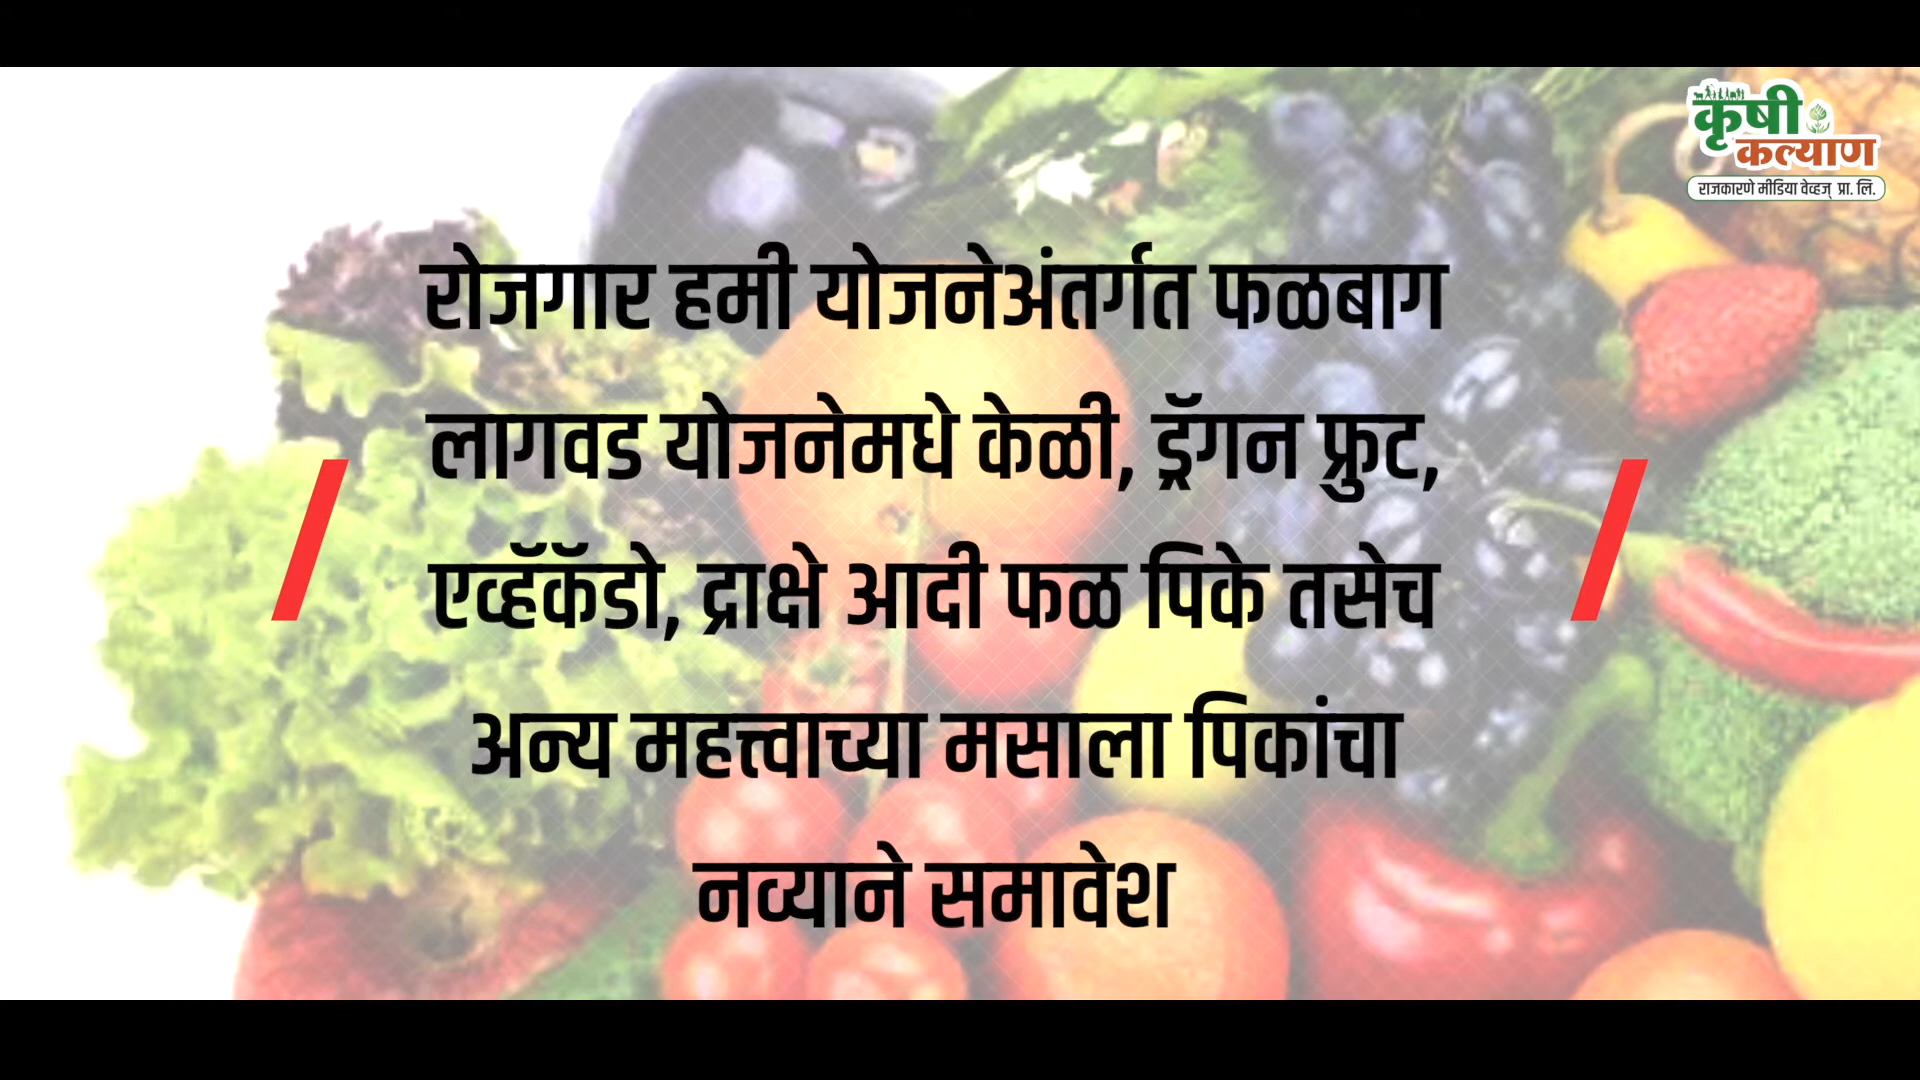 कृषी
कल्याण
राजकारणे मीडिया वेव्हज् प्रा. लि.
रोजगार हमी योजनेअंतर्गत फळबाग
लागवड योजनेमधे केळी, ड्रॅगन फ्रुट,
एव्हॅकॅडो, द्राक्षे आदी फळ पिके तसेच
अन्य महत्त्वाच्या मसाला पिकांचा
नव्याने समावेश